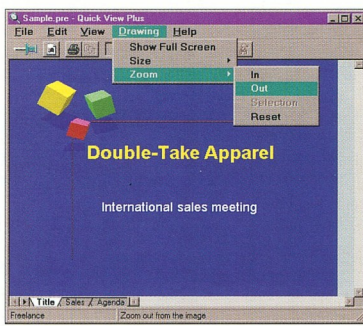 Sample.pre - Quick View Plus
File Edit View Drawing Help
Show Full Screen
Size
Zoom
In
Out
Selection
Reset
Double-Take Apparel
International sales meeting
Title Sales Agenda
Freelance Zoom out from the image